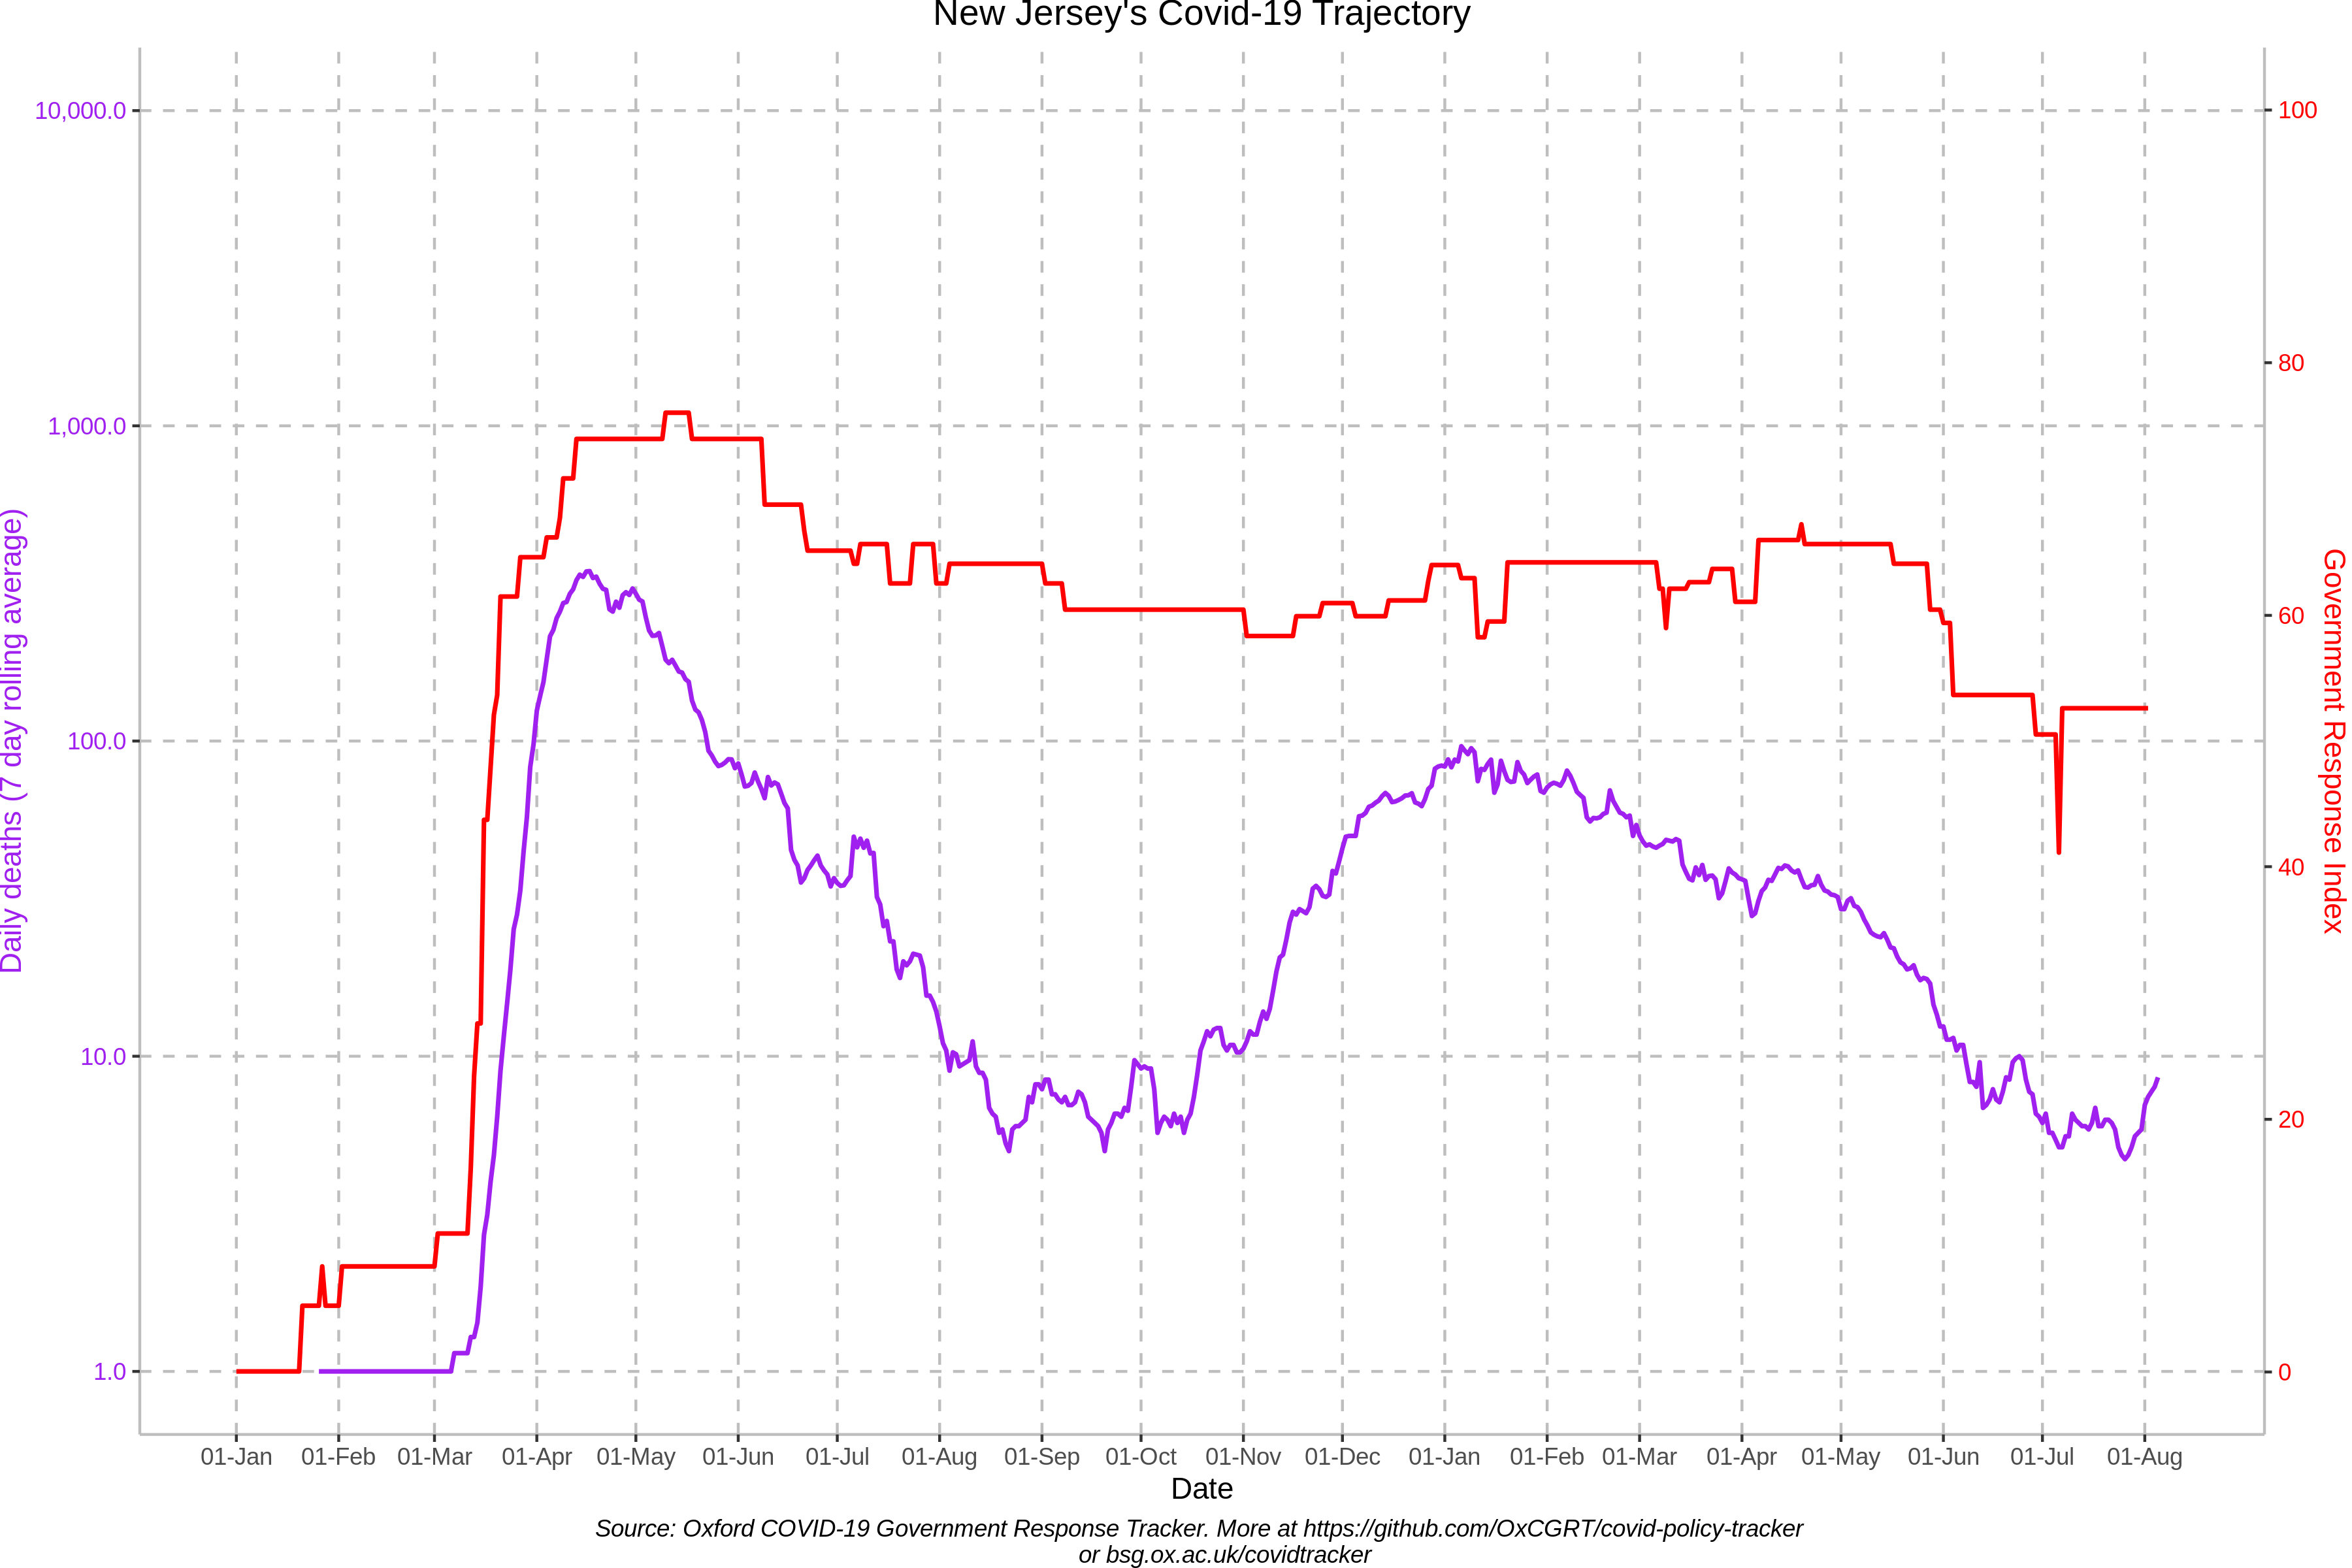 New Jersey's Covid-19 Trajectory
10,000.0
1,000.0
100.0
10.0
1.0
Daily deaths (7 day rolling average)
100
80
60
40
20
0
Government Response Index
01-Jan 01-Feb 01-Mar 01-Apr 01-May 01-Jun 01-Jul 01-Aug 01-Sep 01-Oct 01-Nov 01-Dec 01-Jan 01-Feb 01-Mar 01-Apr 01-May 01-Jun 01-Jul 01-Aug
Date
Source: Oxford COVID-19 Government Response Tracker. More at https://github.com/OxCGRT/covid-policy-tracker
or bsg.ox.ac.uk/covidtracker